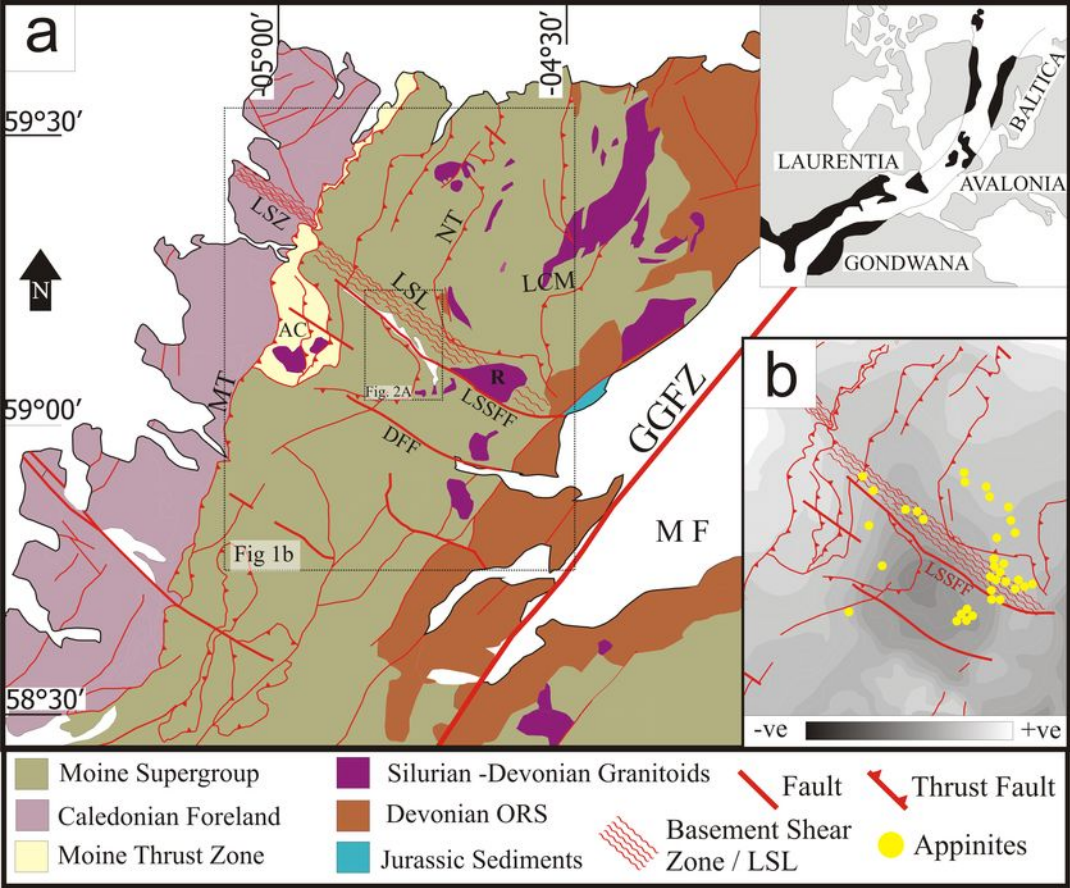 a
-05°00′
-04°30′
59°30′
59°00′
58°30′
N
LSZ
NT
LSL
LCM
AC
MT
R
Fig. 2A
LSSFF
DFF
GGFZ
M F
Fig 1b
LAURENTIA
BALTICA
AVALONIA
GONDWANA
b
LSSFF
-ve
+ve
Moine Supergroup
Caledonian Foreland
Moine Thrust Zone
Silurian -Devonian Granitoids
Devonian ORS
Jurassic Sediments
Fault
Thrust Fault
Basement Shear
Zone / LSL
Appinites